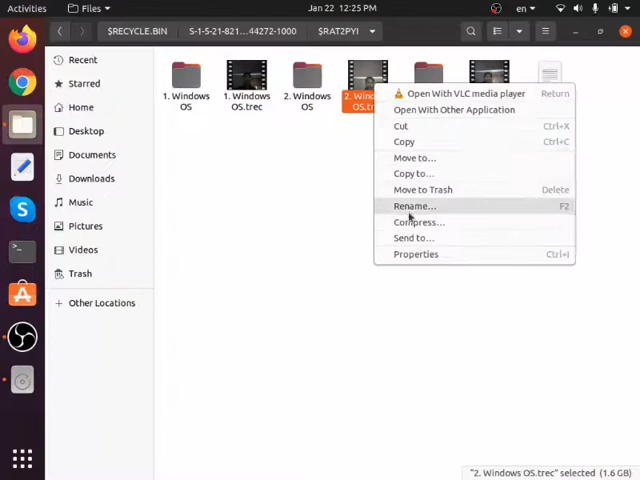 Activities Files Jan 22 12:25 PM en
$RECYCLE.BIN S-1-5-21-821...44272-1000 $RAT2PYI
Recent
Starred
Home
Desktop
Documents
Downloads
Music
Pictures
Videos
Trash
+ Other Locations
1. Windows OS
1. Windows OS.trec
2. Windows OS
Open With VLC media player Return
Open With Other Application
Cut Ctrl+X
Copy Ctrl+C
Move to...
Copy to...
Move to Trash Delete
Rename... F2
Compress...
Send to...
Properties Ctrl+I
"2. Windows OS.trec" selected (1.6 GB)